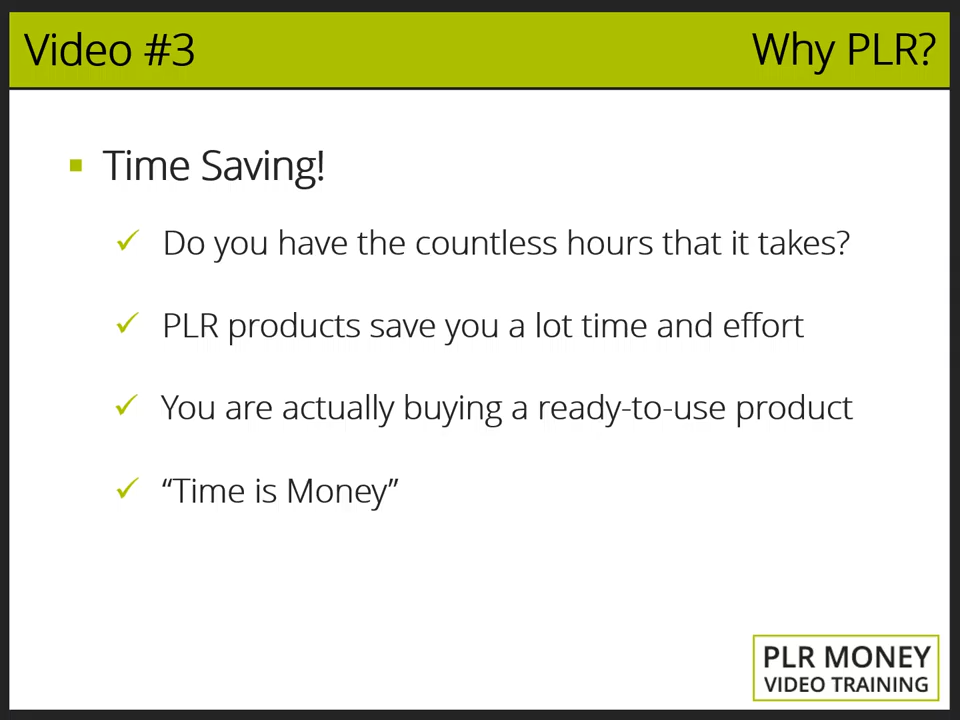 Video #3
Why PLR?
Time Saving!
Do you have the countless hours that it takes?
PLR products save you a lot time and effort
You are actually buying a ready-to-use product
“Time is Money”
PLR MONEY
VIDEO TRAINING